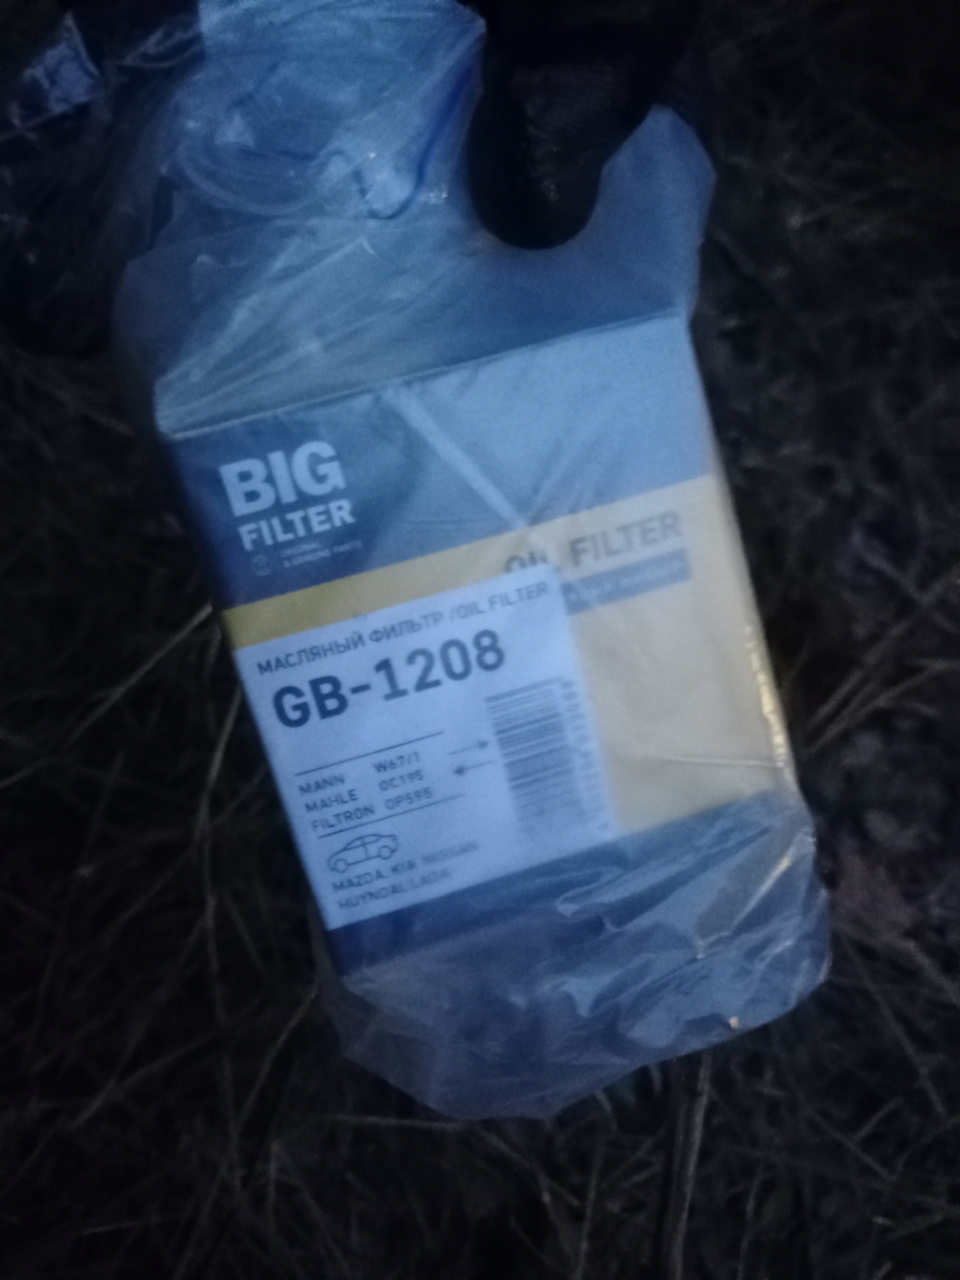 BIG
FILTER
OIL FILTER
МАСЛЯНЫЙ ФИЛЬТР /OIL FILTER
GB-1208
MANN W67/1
MAHLE OC195
FILTRON OP595
MAZDA, KIA NISSAN
HUYNDAI, LADA